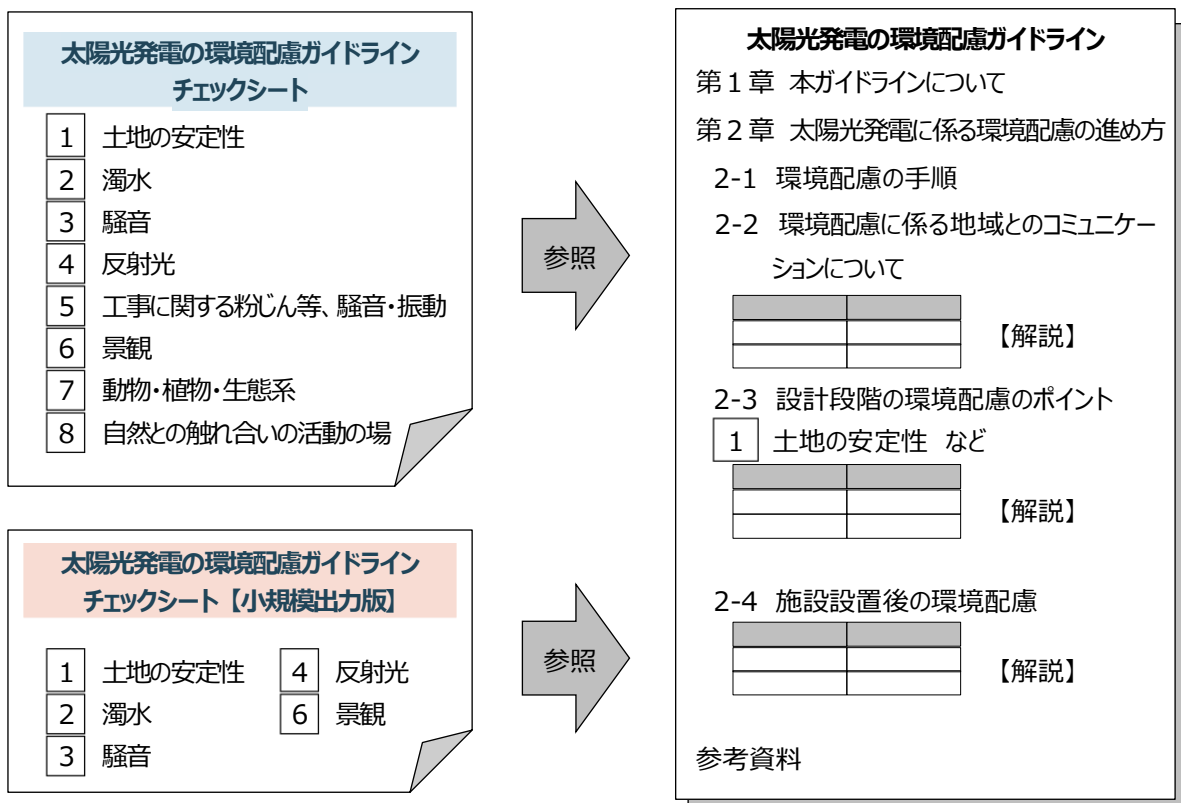 太陽光発電の環境配慮ガイドライン
チェックシート
1 土地の安定性
2 濁水
3 騒音
4 反射光
5 工事に関する粉じん等、騒音・振動
6 景観
7 動物・植物・生態系
8 自然との触れ合いの活動の場
参照
太陽光発電の環境配慮ガイドライン
チェックシート【小規模出力版】
1 土地の安定性 4 反射光
2 濁水 6 景観
3 騒音
参照
太陽光発電の環境配慮ガイドライン
第1章 本ガイドラインについて
第2章 太陽光発電に係る環境配慮の進め方
2-1 環境配慮の手順
2-2 環境配慮に係る地域とのコミュニケー
ションについて
【解説】
2-3 設計段階の環境配慮のポイント
1 土地の安定性 など
【解説】
2-4 施設設置後の環境配慮
【解説】
参考資料